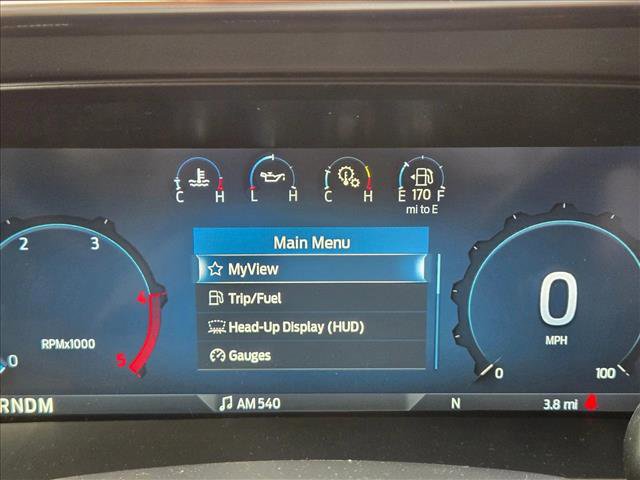 C H L H C H E 170 F
mi to E
Main Menu
MyView
Trip/Fuel
Head-Up Display (HUD)
Gauges
0 2 3 4 5
RPMx1000
0
MPH
0 100
RNDM AM 540 N 3.8 mi